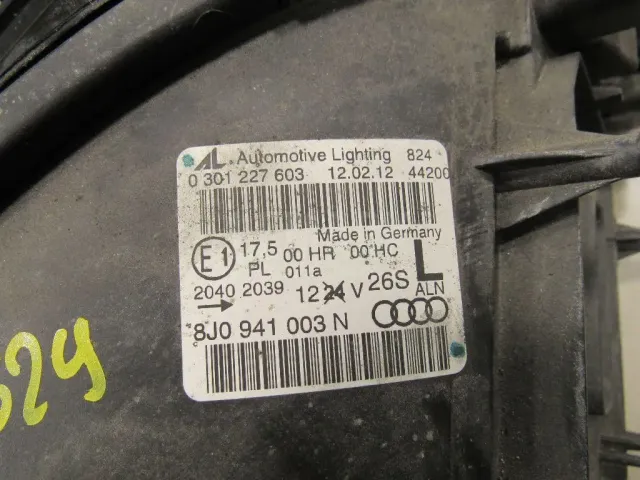 AL Automotive Lighting 824
0 301 227 603 12.02.12 44200
Made in Germany
E1 17,5 00 HR 00 HC L
PL 011a
2040 2039 12 24 V 26S ALN
8J0 941 003 N
029